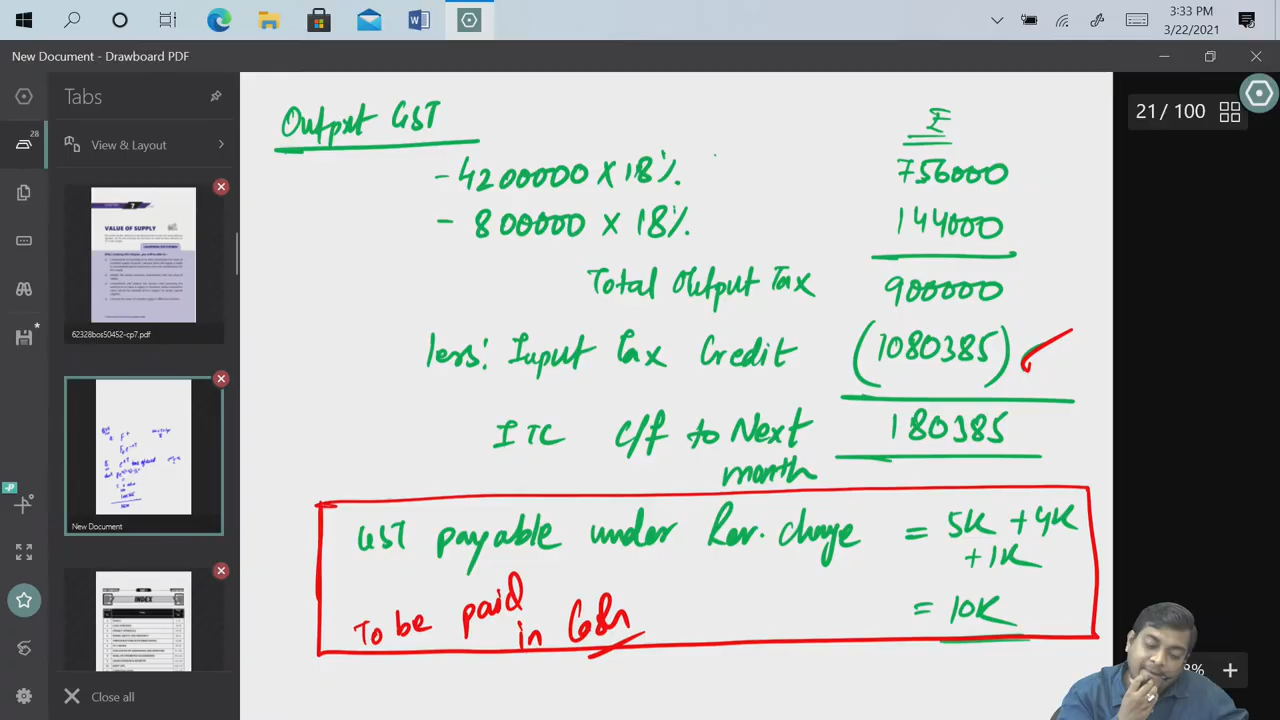 3:33 PM
3/22/2021
New Document - Drawboard PDF
Tabs
28
View & Layout
7
VALUE OF SUPPLY
62328bos50452-cp7.pdf
New Document
INDEX
Close all
21 / 100
Output GST
₹
- 4200000 X 18% 756000
- 800000 X 18% 144000
Total Output Tax 900000
less: Input Tax Credit (1080385)
ITC c/f to Next month 180385
GST payable under Rev. charge = 5K + 4K
+ 1K
To be paid = 10K
in Cash
8%